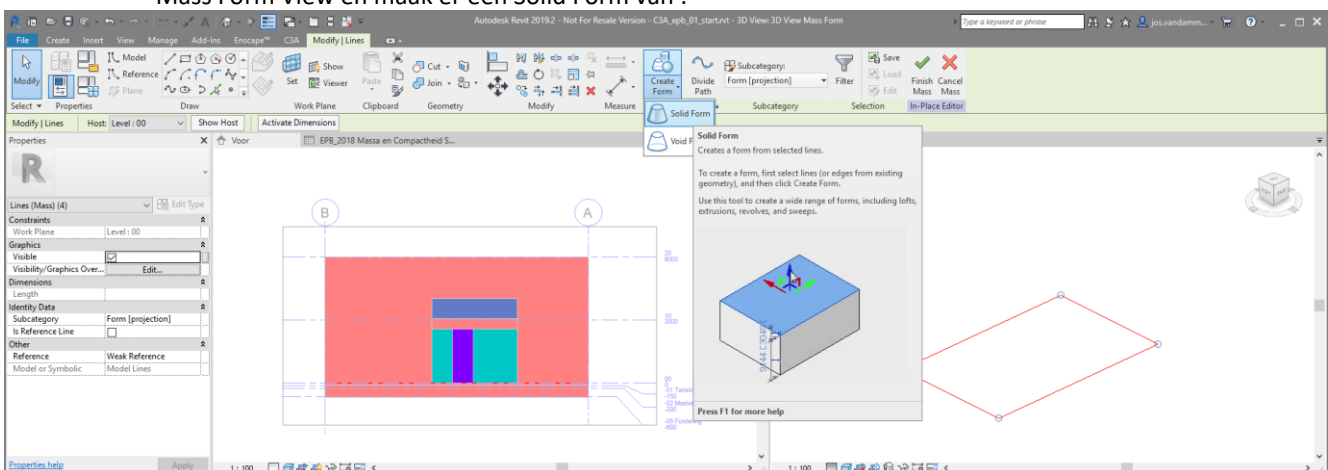 Mass Form View en maak er een Solid Form van :
Autodesk Revit 2019.2 - Not For Resale Version - C3A_epb_01_start.rvt - 3D View: 3D View Mass Form
Type a keyword or phrase
jos.vandamm...
File Create Insert View Manage Add-Ins Enscape™ C3A Modify | Lines
Modify
Model
Reference
Plane
Set
Show
Viewer
Paste
Cut
Join
Create Form
Divide Path
Subcategory:
Form [projection]
Filter
Save
Load
Edit
Finish Mass
Cancel Mass
Select Properties Draw Work Plane Clipboard Geometry Modify Measure Subcategory Selection In-Place Editor
Modify | Lines Host: Level : 00 Show Host Activate Dimensions
Solid Form
Void F
Properties
Voor
EPB_2018 Massa en Compactheid S...
Lines (Mass) (4)
Edit Type
Constraints
Work Plane Level : 00
Graphics
Visible
Visibility/Graphics Over... Edit...
Dimensions
Length
Identity Data
Subcategory Form [projection]
Is Reference Line
Other
Reference Weak Reference
Model or Symbolic Model Lines
Properties help
Apply
B
A
20
6000
10
3000
00
0
-150
-200
-600
1 : 100
Solid Form
Creates a form from selected lines.
To create a form, first select lines (or edges from existing
geometry), and then click Create Form.
Use this tool to create a wide range of forms, including lofts,
extrusions, revolves, and sweeps.
Press F1 for more help
1 : 100